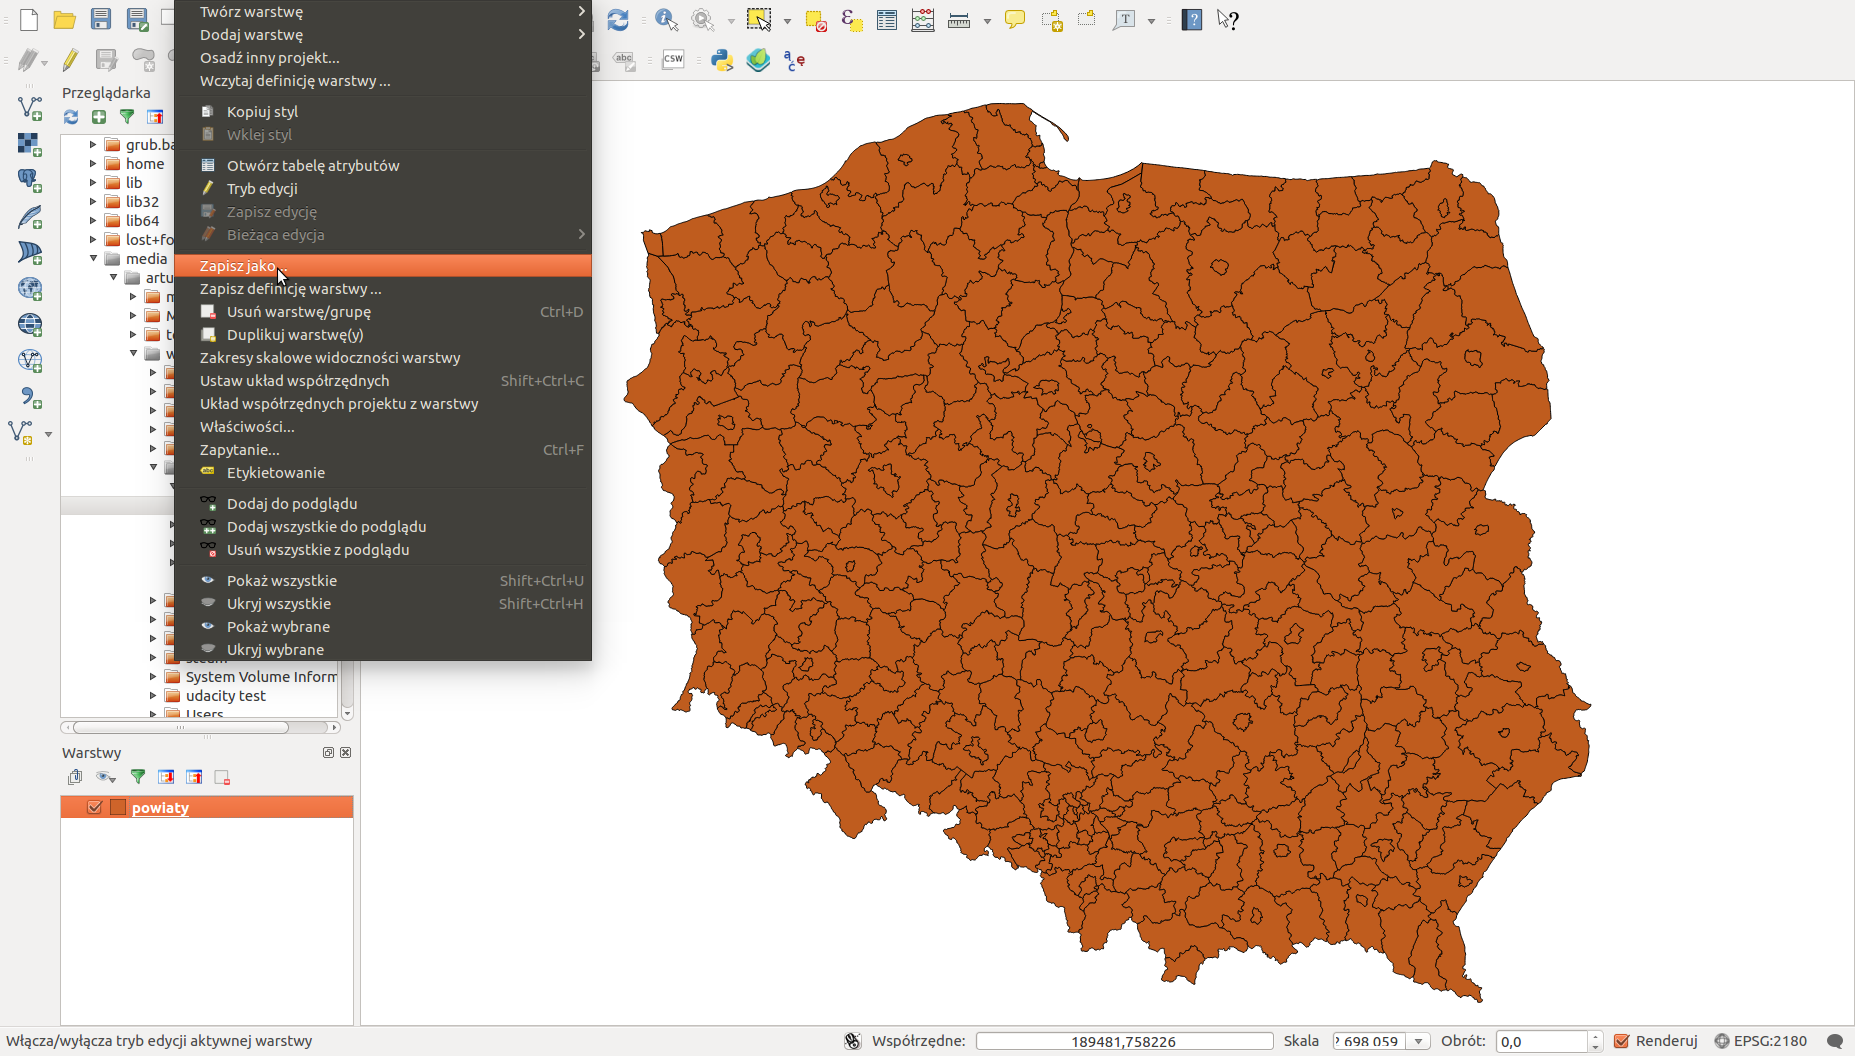 Twórz warstwę
Dodaj warstwę
Osadź inny projekt...
Wczytaj definicję warstwy ...
Kopiuj styl
Wklej styl
Otwórz tabelę atrybutów
Tryb edycji
Zapisz edycję
Bieżąca edycja
Zapisz jako...
Zapisz definicję warstwy ...
Usuń warstwę/grupę Ctrl+D
Duplikuj warstwę(y)
Zakresy skalowe widoczności warstwy
Ustaw układ współrzędnych Shift+Ctrl+C
Układ współrzędnych projektu z warstwy
Właściwości...
Zapytanie... Ctrl+F
abc Etykietowanie
Dodaj do podglądu
Dodaj wszystkie do podglądu
Usuń wszystkie z podglądu
Pokaż wszystkie Shift+Ctrl+U
Ukryj wszystkie Shift+Ctrl+H
Pokaż wybrane
Ukryj wybrane
abc
CSW
Przeglądarka
grub.ba
home
lib
lib32
lib64
lost+fo
media
artu
System Volume Inform
udacity test
Users
Warstwy
powiaty
Włącza/wyłącza tryb edycji aktywnej warstwy
Współrzędne: 189481,758226
Skala 698 059
Obrót: 0,0
Renderuj
EPSG:2180